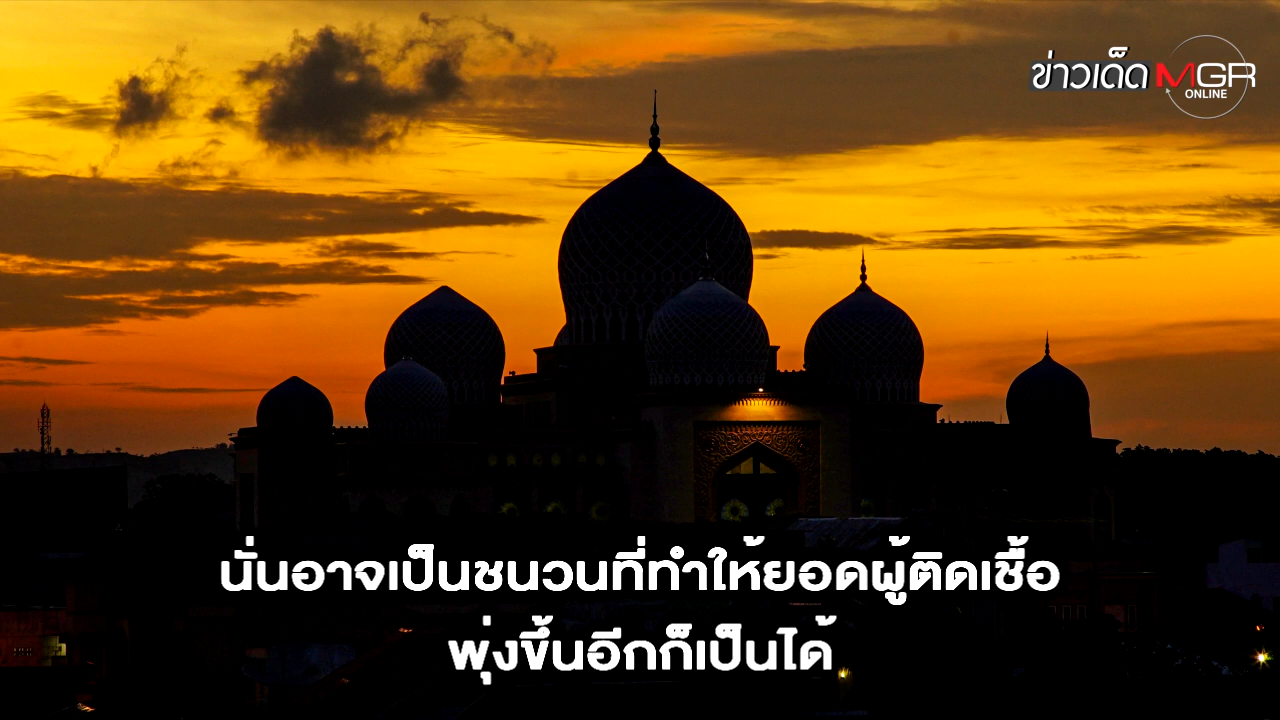 ข่าวเด็ด MGR
ONLINE
นั่นอาจเป็นชนวนที่ทำให้ยอดผู้ติดเชื้อ
พุ่งขึ้นอีกก็เป็นได้